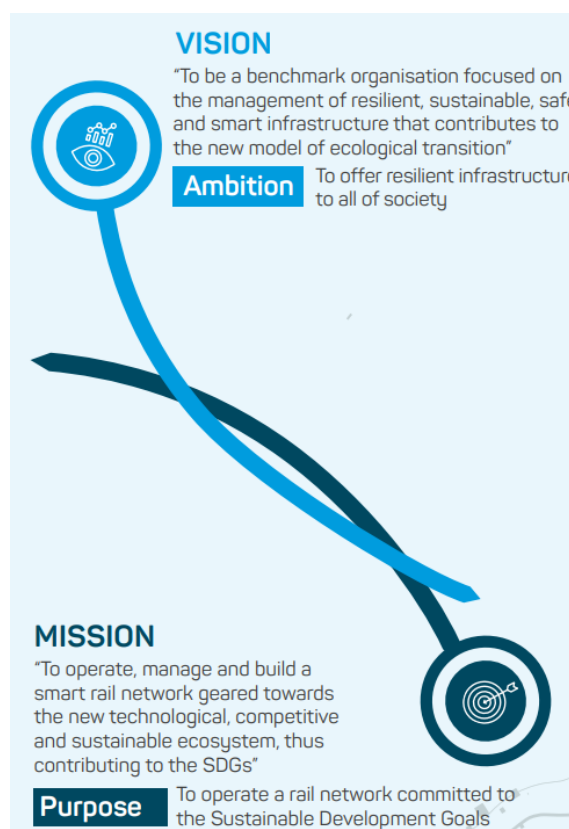 VISION
“To be a benchmark organisation focused on
the management of resilient, sustainable, safe
and smart infrastructure that contributes to
the new model of ecological transition”
Ambition
To offer resilient infrastructure
to all of society
MISSION
“To operate, manage and build a
smart rail network geared towards
the new technological, competitive
and sustainable ecosystem, thus
contributing to the SDGs”
Purpose
To operate a rail network committed to
the Sustainable Development Goals